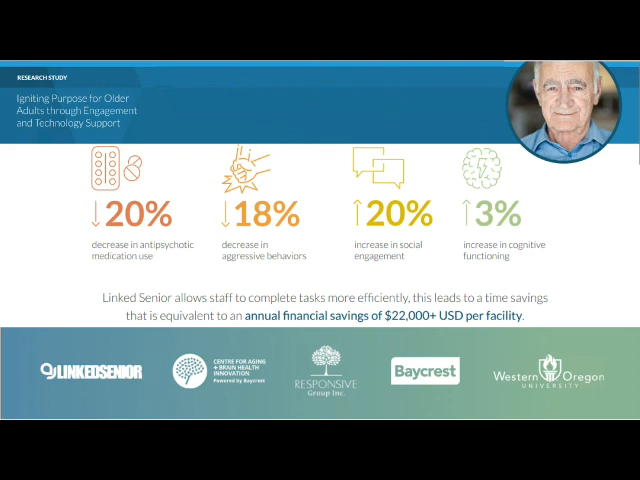 RESEARCH STUDY
Igniting Purpose for Older
Adults through Engagement
and Technology Support
↓20%
decrease in antipsychotic
medication use
↓18%
decrease in
aggressive behaviors
↑20%
increase in social
engagement
↑3%
increase in cognitive
functioning
Linked Senior allows staff to complete tasks more efficiently, this leads to a time savings
that is equivalent to an annual financial savings of $22,000+ USD per facility.
LINKEDSENIOR
CENTRE FOR AGING
+ BRAIN HEALTH
INNOVATION
Powered by Baycrest
RESPONSIVE
Group Inc.
Baycrest
Western Oregon
UNIVERSITY